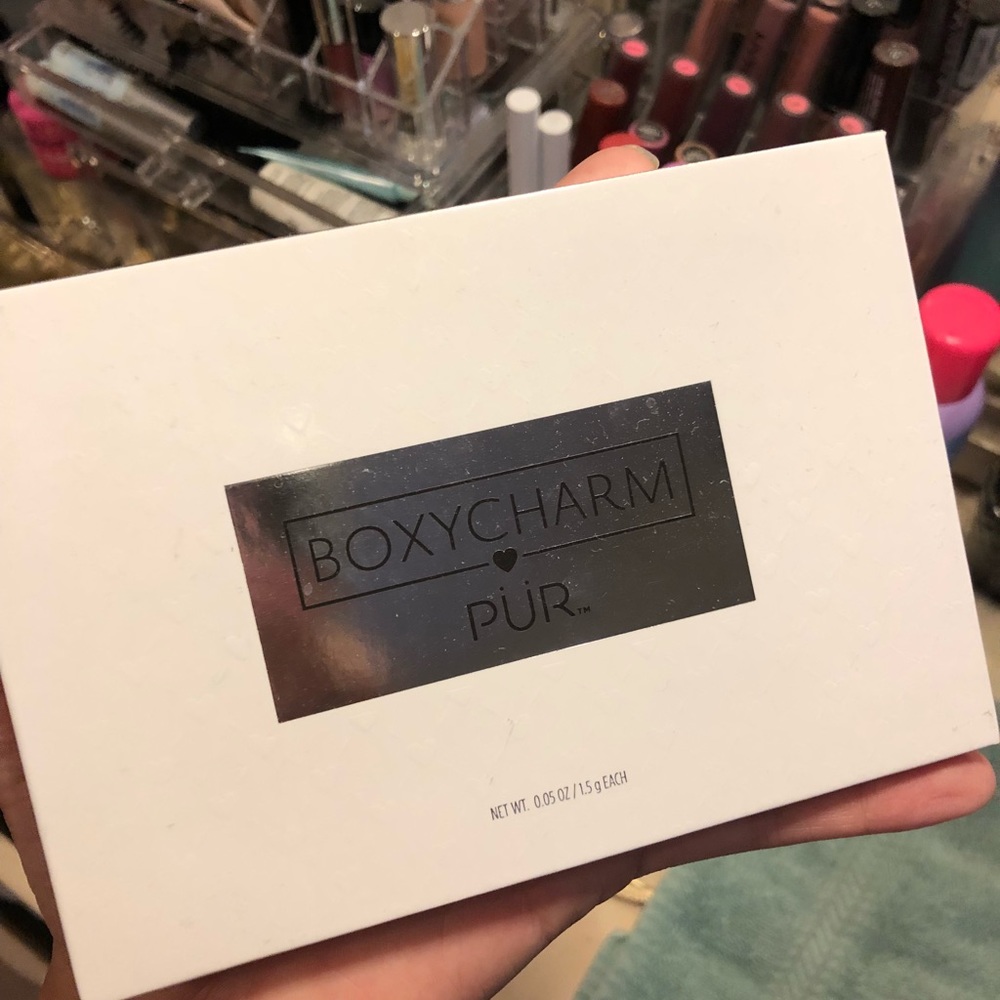 BOXYCHARM
PÜR™
NET WT. 0.05 OZ / 1.5 g EACH